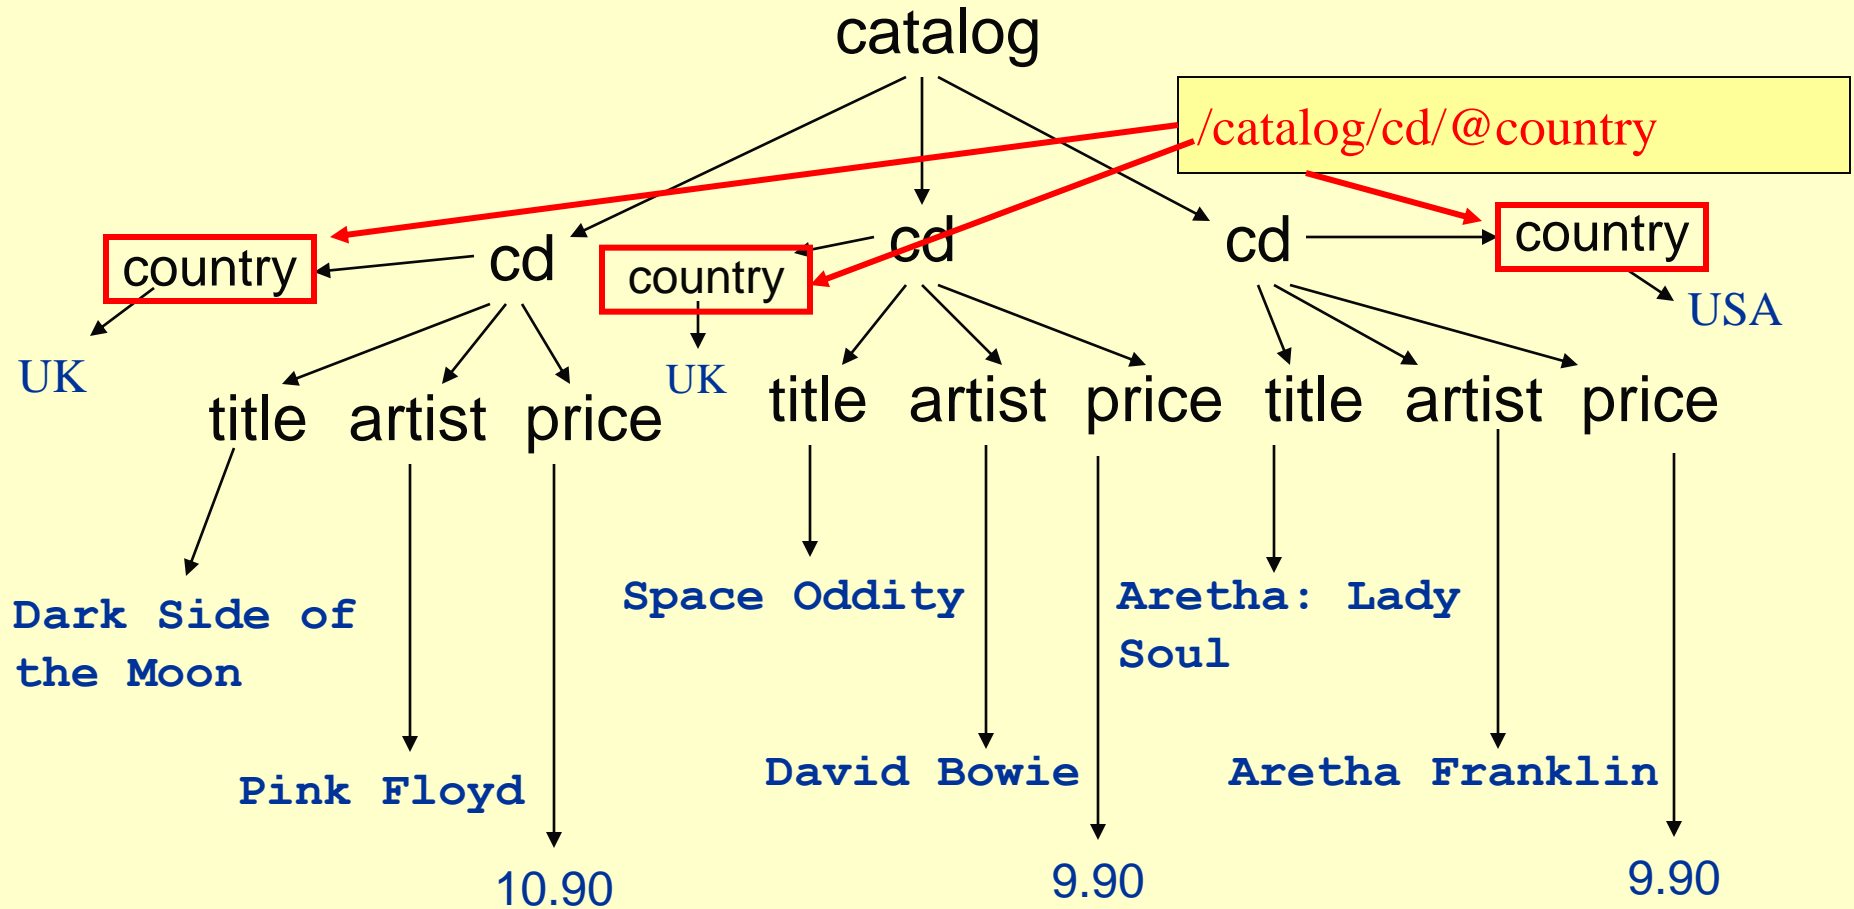 catalog
/catalog/cd/@country
country
cd
country
cd
cd
country
UK
UK
USA
title artist price
title artist price
title artist price
Dark Side of
the Moon
Space Oddity
Aretha: Lady
Soul
Pink Floyd
David Bowie
Aretha Franklin
10.90
9.90
9.90